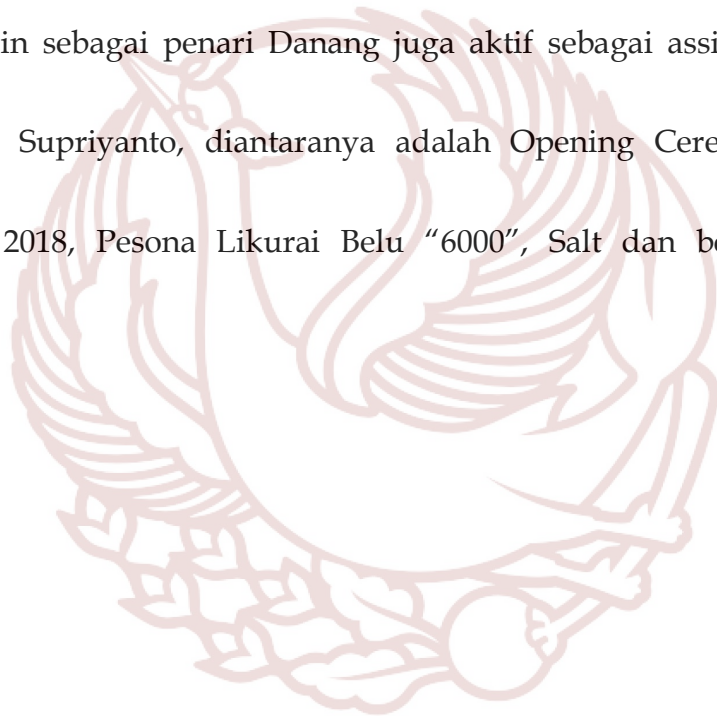 in sebagai penari Danang juga aktif sebagai assi
Supriyanto, diantaranya adalah Opening Cere
2018, Pesona Likurai Belu “6000”, Salt dan be